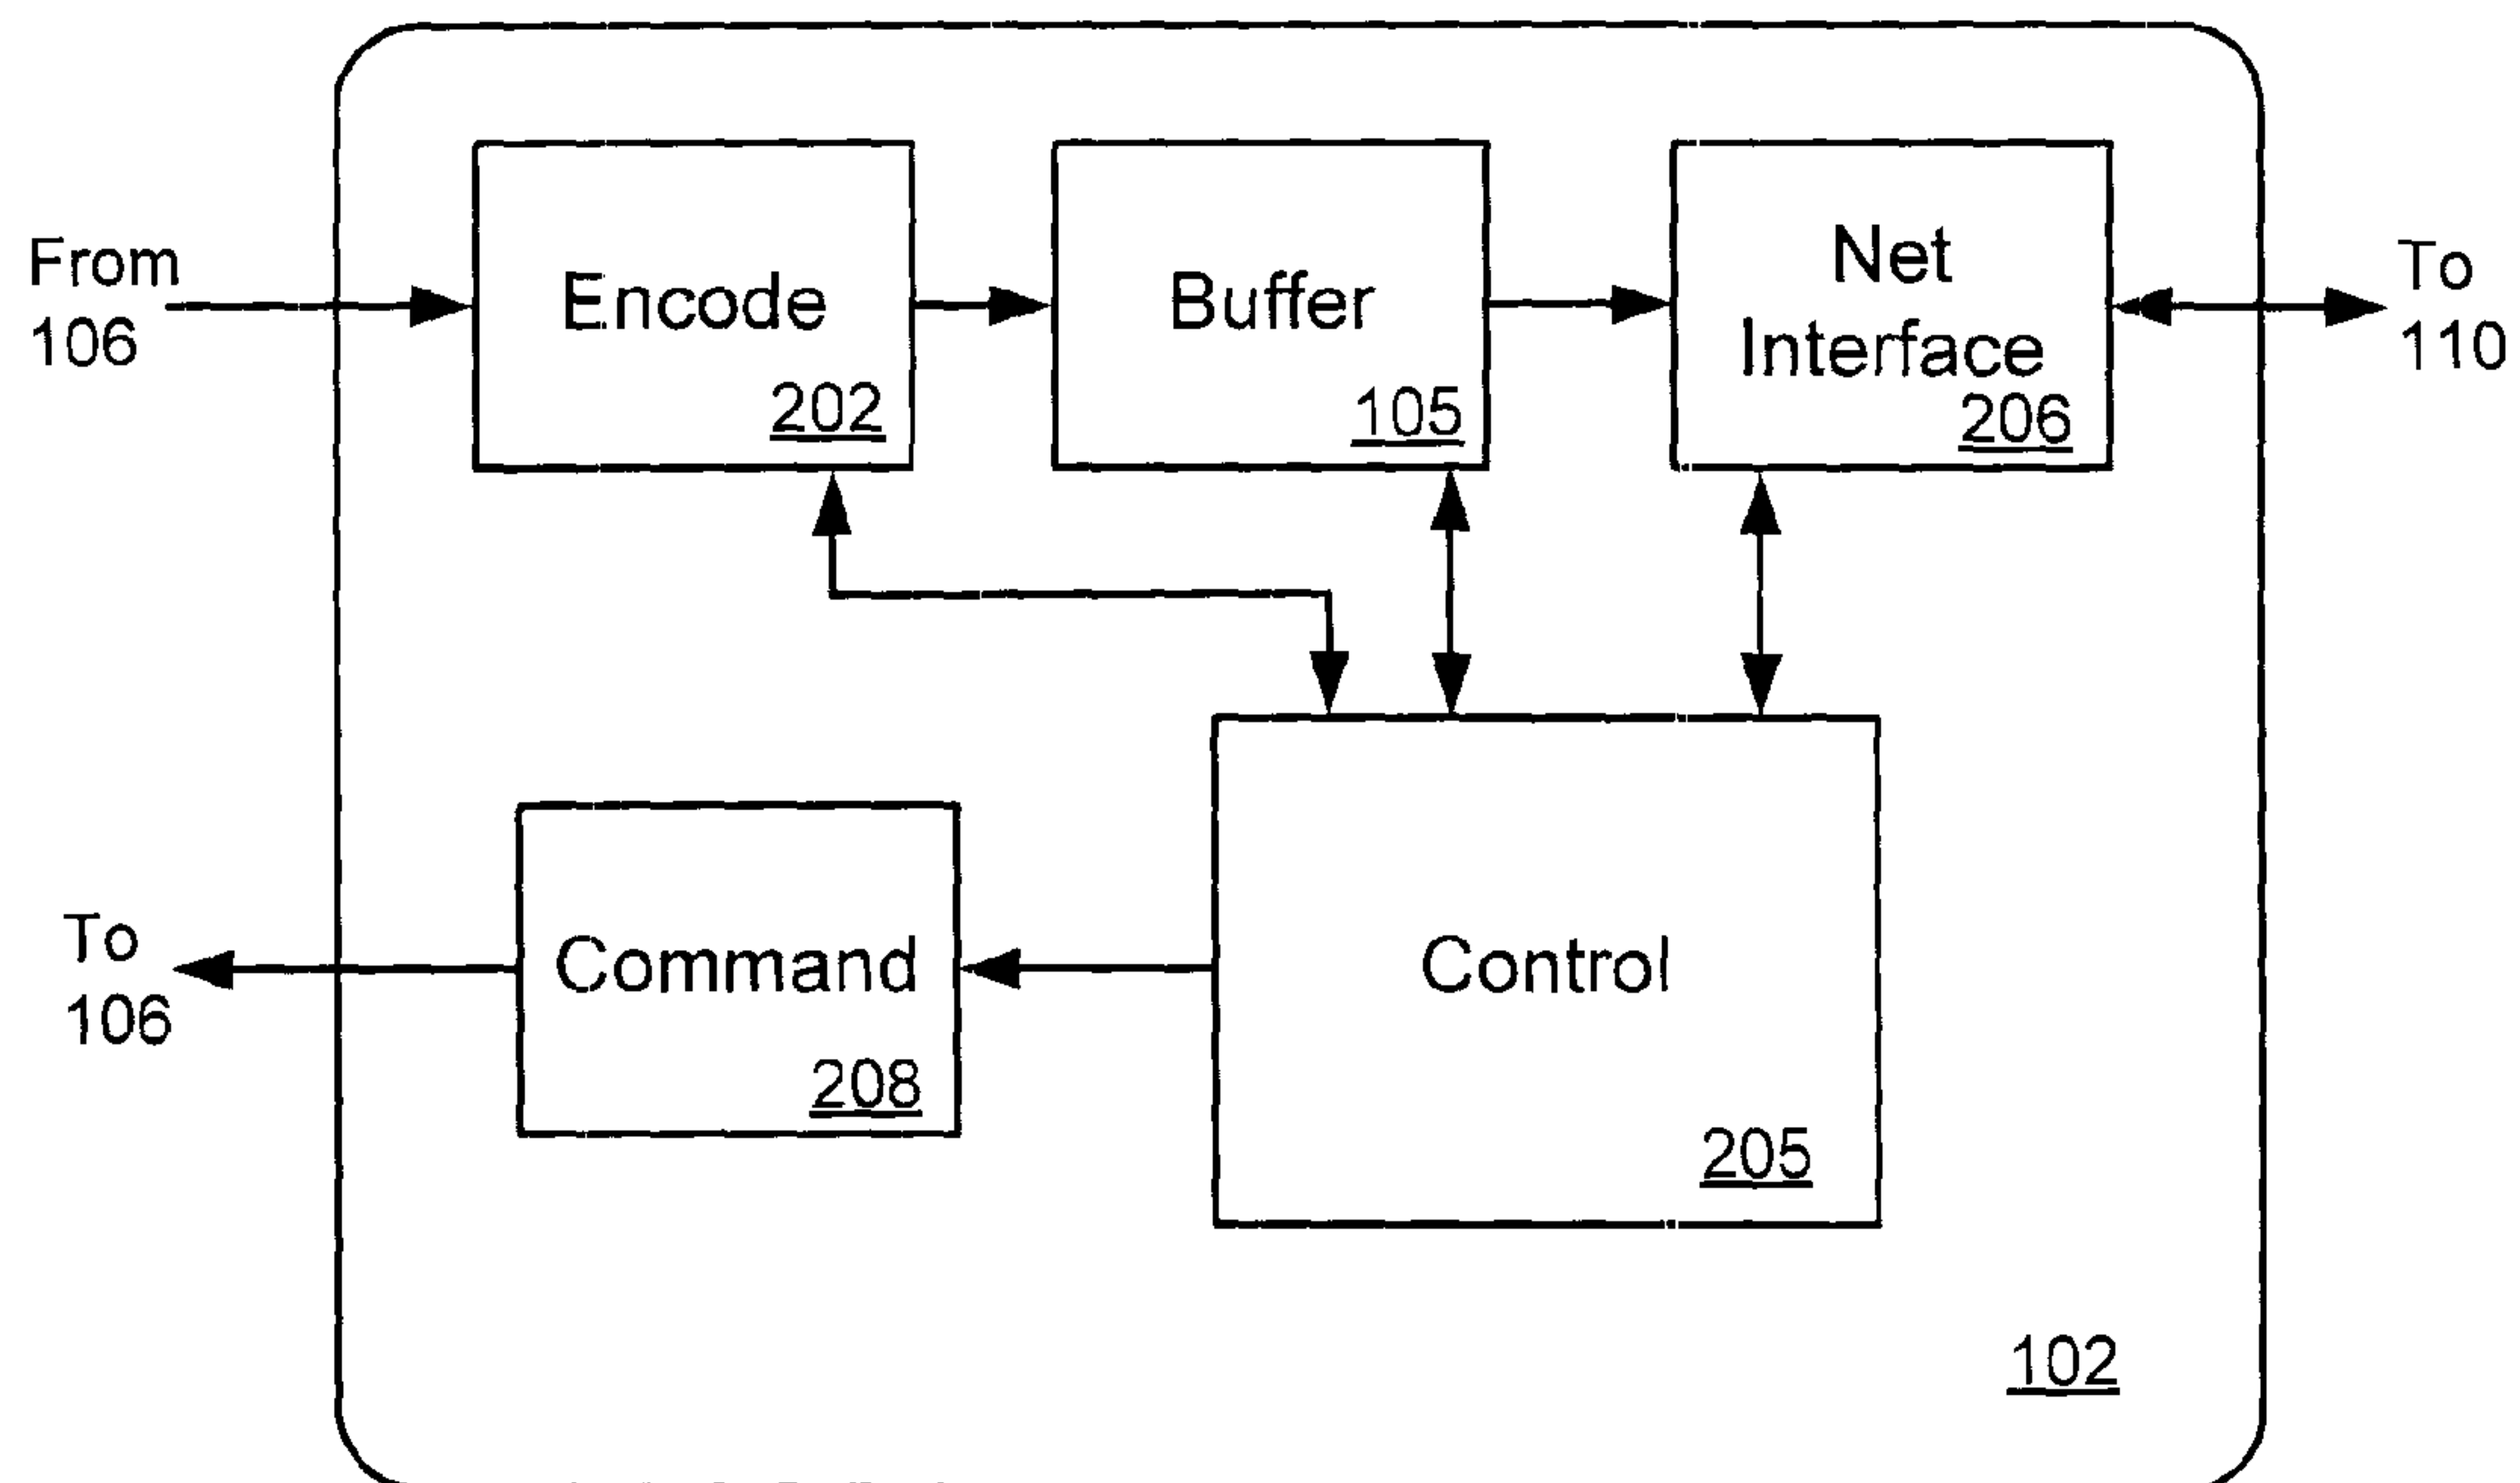 From
106
Encode
202
Buffer
105
Net
Interface
206
To
110
To
106
Command
208
Control
205
102